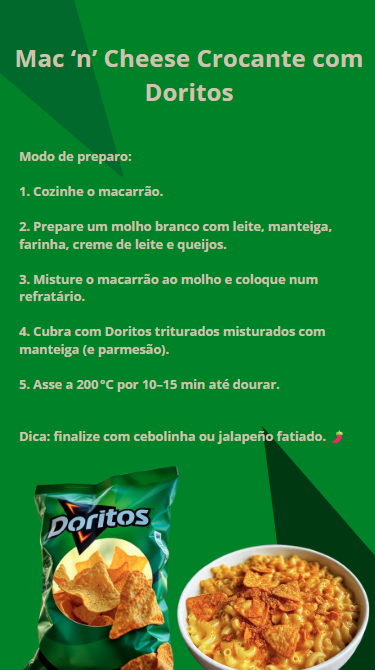 Mac ‘n’ Cheese Crocante com
Doritos
Modo de preparo:
1. Cozinhe o macarrão.
2. Prepare um molho branco com leite, manteiga,
farinha, creme de leite e queijos.
3. Misture o macarrão ao molho e coloque num
refratário.
4. Cubra com Doritos triturados misturados com
manteiga (e parmesão).
5. Asse a 200 °C por 10–15 min até dourar.
Dica: finalize com cebolinha ou jalapeño fatiado. 🌶️
Doritos